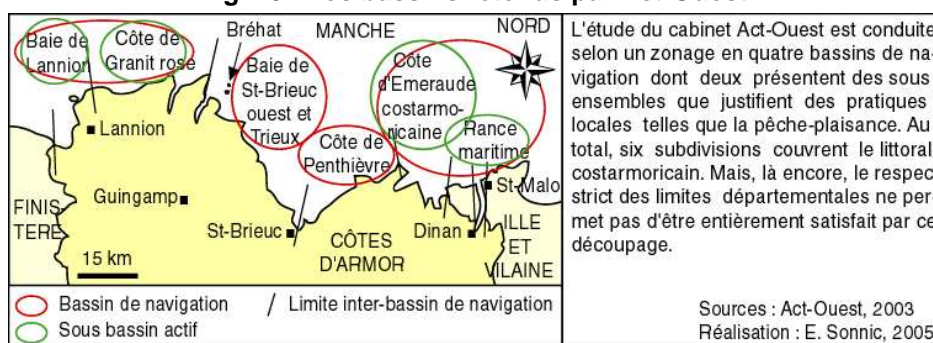 Baie de
Lannion
Côte de
Granit rose
Bréhat
MANCHE
NORD
Baie de
St-Brieuc
ouest et
Trieux
Côte
d'Emeraude
costarmo-
ricaine
Rance
maritime
Côte de
Penthièvre
Lannion
Guingamp
St-Malo
FINIS
TERE
St-Brieuc
Dinan
CÔTES
D'ARMOR
ILLE
ET
VILAINE
15 km
Bassin de navigation
Limite inter-bassin de navigation
Sous bassin actif
L'étude du cabinet Act-Ouest est conduite
selon un zonage en quatre bassins de na-
vigation dont deux présentent des sous
ensembles que justifient des pratiques
locales telles que la pêche-plaisance. Au
total, six subdivisions couvrent le littoral
costarmoricain. Mais, là encore, le respec
strict des limites départementales ne per-
met pas d'être entièrement satisfait par ce
découpage.
Sources : Act-Ouest, 2003
Réalisation : E. Sonnic, 2005